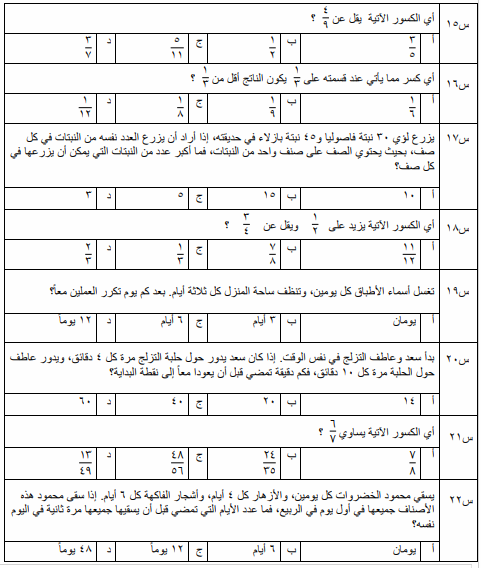 س١٥ أي الكسور الآتية يقل عن ٤/٩ ؟
أ ٣/٥ ب ١/٢ ج ٥/١١ د ٣/٧
س١٦ أي كسر مما يأتي عند قسمته على ١/٣ يكون الناتج أقل من ١/٣ ؟
أ ١/٦ ب ١/٩ ج ١/٨ د ١/١٢
س١٧ يزرع لؤي ٣٠ نبتة فاصوليا و٤٥ نبتة بازلاء في حديقته، إذا أراد أن يزرع العدد نفسه من النبتات في كل
صف، بحيث يحتوي الصف على صنف واحد من النبتات، فما أكبر عدد من النبتات التي يمكن أن يزرعها في
كل صف؟
أ ١٠ ب ١٥ ج ٥ د ٣
س١٨ أي الكسور الآتية يزيد على ١/٢ ويقل عن ٣/٤ ؟
أ ١١/١٢ ب ٧/٨ ج ١/٣ د ٢/٣
س١٩ تغسل أسماء الأطباق كل يومين، وتنظف ساحة المنزل كل ثلاثة أيام. بعد كم يوم تكرر العملين معاً؟
أ يومان ب ٣ أيام ج ٦ أيام د ١٢ يوماً
س٢٠ بدأ سعد وعاطف التزلج في نفس الوقت. إذا كان سعد يدور حول حلبة التزلج مرة كل ٤ دقائق، ويدور عاطف
حول الحلبة مرة كل ١٠ دقائق، فكم دقيقة تمضي قبل أن يعودا معاً إلى نقطة البداية؟
أ ١٤ ب ٢٠ ج ٤٠ د ٦٠
س٢١ أي الكسور الآتية يساوي ٦/٧ ؟
أ ٧/٨ ب ٢٤/٣٥ ج ٤٨/٥٦ د ١٣/٤٩
س٢٢ يسقي محمود الخضروات كل يومين، والأزهار كل ٤ أيام، وأشجار الفاكهة كل ٦ أيام. إذا سقى محمود هذه
الأصناف جميعها في أول يوم في الربيع، فما عدد الأيام التي تمضي قبل أن يسقيها جميعها مرة ثانية في اليوم
نفسه؟
أ يومان ب ٦ أيام ج ١٢ يوماً د ٤٨ يوماً